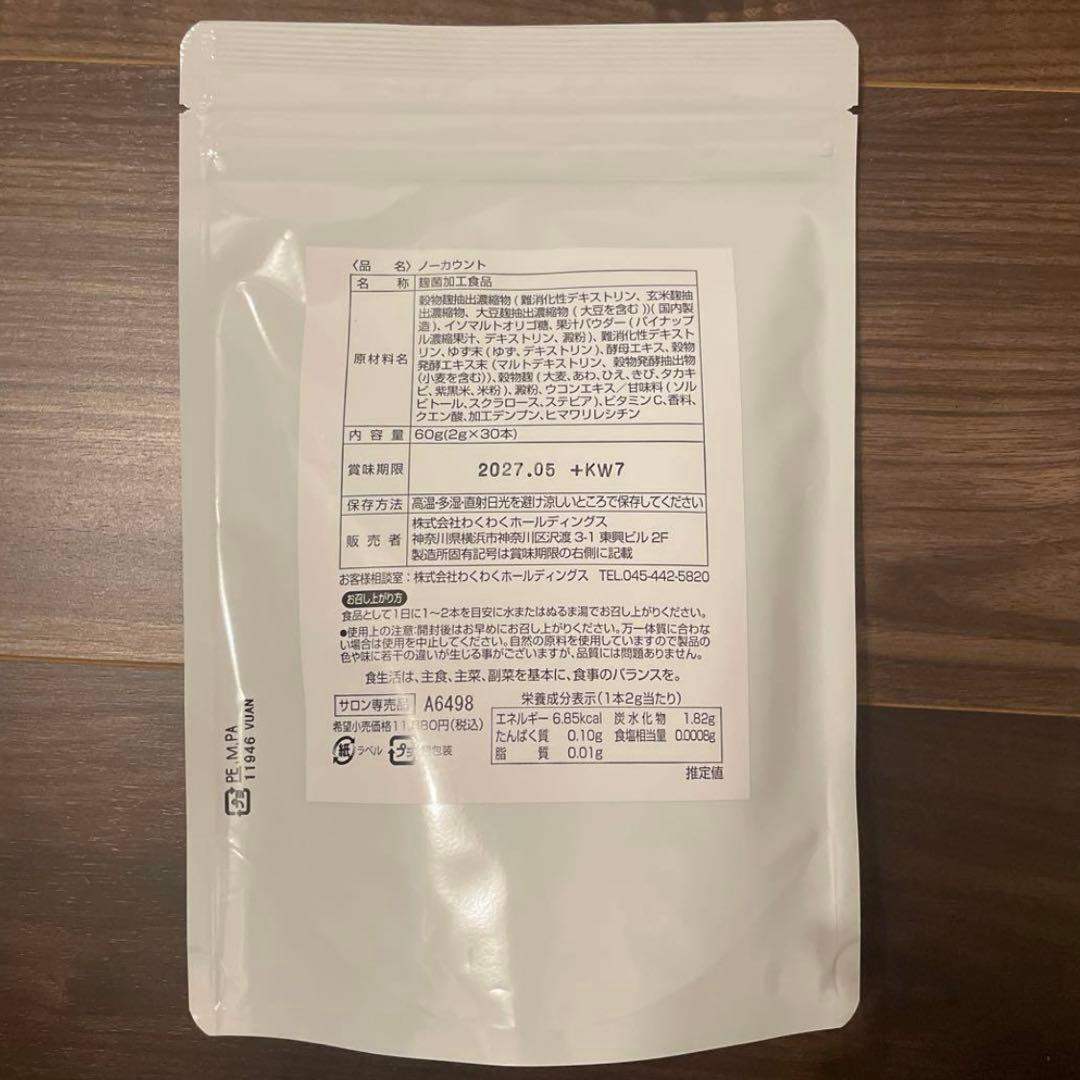 〈品　名〉ノーカウント
名　称　麹菌加工食品
原材料名
穀物麹抽出濃縮物(難消化性デキストリン、玄米麹抽
出濃縮物、大豆麹抽出濃縮物(大豆を含む))(国内製
造)、イソマルトオリゴ糖、果汁パウダー(パイナップ
ル濃縮果汁、デキストリン、澱粉)、難消化性デキスト
リン、ゆず末(ゆず、デキストリン)、酵母エキス、穀物
発酵エキス末(マルトデキストリン、穀物発酵抽出物
(小麦を含む))、穀物麹(大麦、あわ、ひえ、きび、タカキ
ビ、紫黒米、米粉)、澱粉、ウコンエキス／甘味料(ソル
ビトール、スクラロース、ステビア)、ビタミンC、香料、
クエン酸、加工デンプン、ヒマワリレシチン
内容量　60g(2g×30本)
賞味期限　2027.05 +KW7
保存方法　高温・多湿・直射日光を避け涼しいところで保存してください
販売者
株式会社わくわくホールディングス
神奈川県横浜市神奈川区沢渡 3-1 東興ビル 2F
製造所固有記号は賞味期限の右側に記載
お客様相談室：株式会社わくわくホールディングス　TEL.045-442-5820
お召し上がり方
食品として1日に1〜2本を目安に水またはぬるま湯でお召し上がりください。
●使用上の注意:開封後はお早めにお召し上がりください。万一体質に合わな
い場合は使用を中止してください。自然の原料を使用していますので製品の
色や味に若干の違いが生じる事がございますが、品質には問題ありません。
食生活は、主食、主菜、副菜を基本に、食事のバランスを。
サロン専売品　A6498
希望小売価格11, 80円(税込)
紙 ラベル プラ 包装
栄養成分表示(1本2g当たり)
エネルギー 6.85kcal　炭水化物　1.82g
たんぱく質　0.10g　食塩相当量　0.0008g
脂　質　0.01g
推定値
プラ PE,M,PA
11946 VUAN